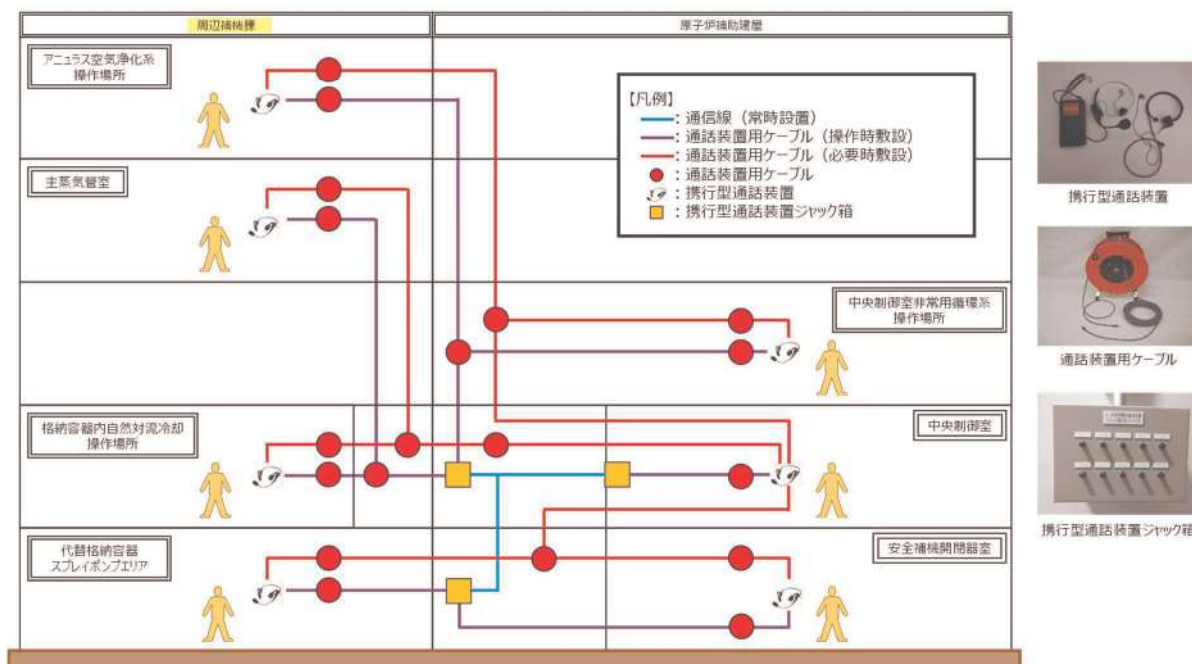 周辺補機棟
原子炉補助建屋
アニュラス空気浄化系
操作場所
【凡例】
: 通信線（常時設置）
: 通話装置用ケーブル（操作時敷設）
: 通話装置用ケーブル（必要時敷設）
: 通話装置用ケーブル
: 携行型通話装置
: 携行型通話装置ジャック箱
主蒸気管室
中央制御室非常用循環系
操作場所
格納容器内自然対流冷却
操作場所
中央制御室
代替格納容器
スプレイポンプエリア
安全補機開閉器室
携行型通話装置
通話装置用ケーブル
携行型通話装置ジャック箱